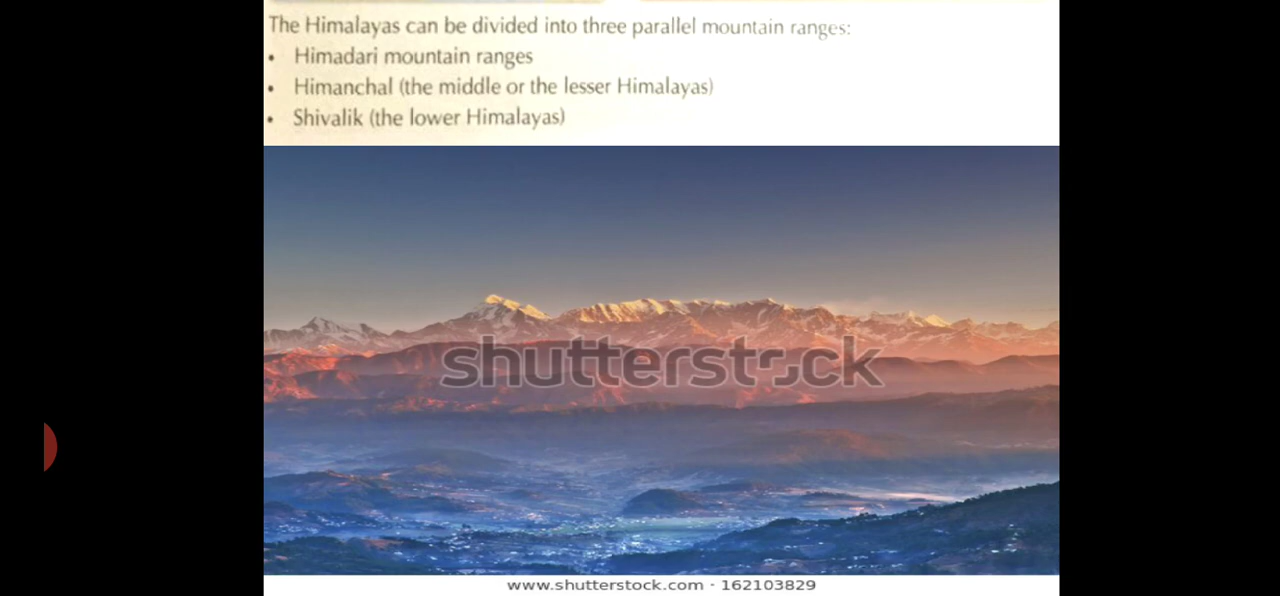 The Himalayas can be divided into three parallel mountain ranges:
• Himadari mountain ranges
• Himanchal (the middle or the lesser Himalayas)
• Shivalik (the lower Himalayas)
shutterstock
www.shutterstock.com · 162103829